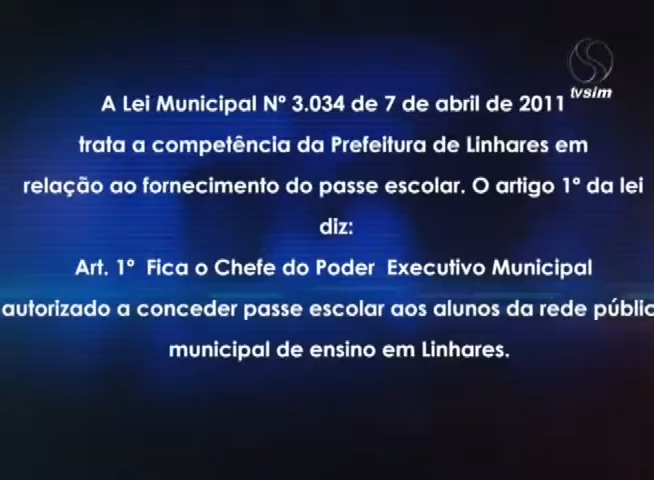 tvsim
A Lei Municipal Nº 3.034 de 7 de abril de 2011
trata a competência da Prefeitura de Linhares em
relação ao fornecimento do passe escolar. O artigo 1º da lei
diz:
Art. 1º Fica o Chefe do Poder Executivo Municipal
autorizado a conceder passe escolar aos alunos da rede públic
municipal de ensino em Linhares.